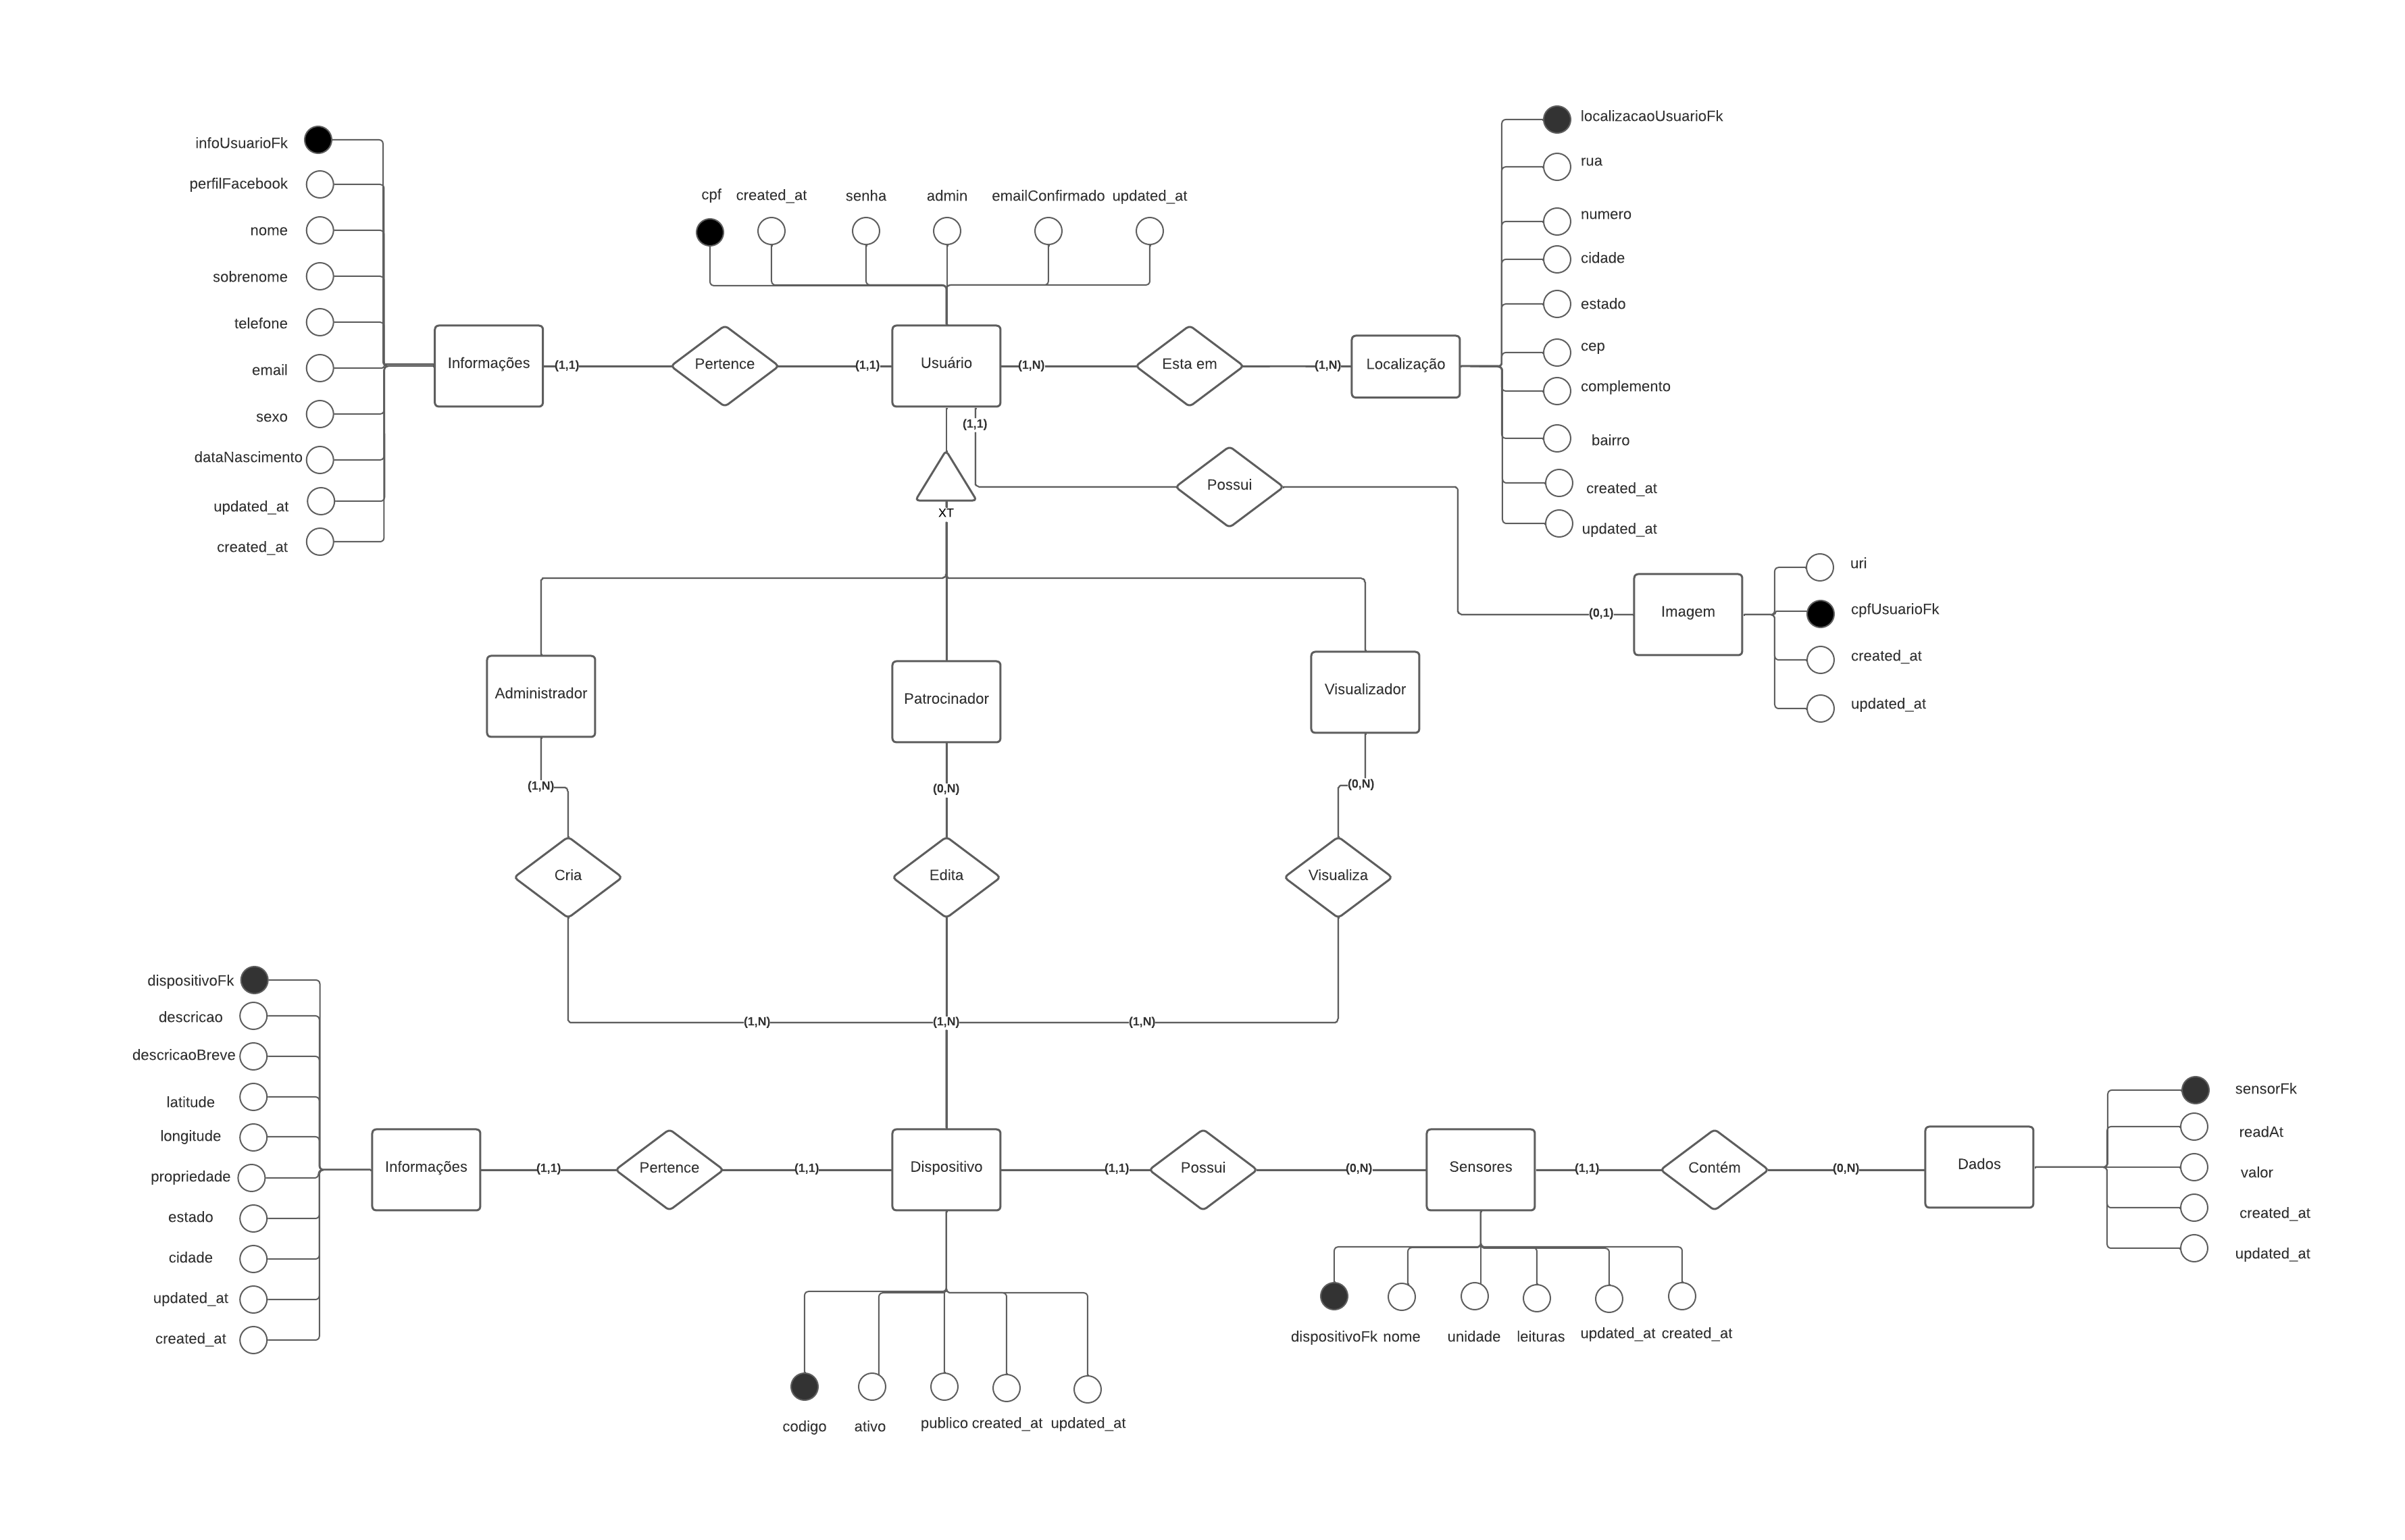 localizacaoUsuarioFk
infoUsuarioFk
rua
perfilFacebook
cpf
created_at
senha
admin
emailConfirmado
updated_at
numero
nome
cidade
sobrenome
estado
telefone
cep
Informações
(1,1)
Pertence
(1,1)
Usuário
(1,N)
Esta em
(1,N)
Localização
email
complemento
sexo
(1,1)
bairro
dataNascimento
Possui
created_at
updated_at
XT
updated_at
created_at
uri
Imagem
(0,1)
cpfUsuarioFk
created_at
updated_at
Administrador
Patrocinador
Visualizador
(1,N)
(0,N)
(0,N)
Cria
Edita
Visualiza
dispositivoFk
descricao
(1,N)
(1,N)
(1,N)
descricaoBreve
latitude
longitude
propriedade
estado
cidade
updated_at
created_at
Informações
(1,1)
Pertence
(1,1)
Dispositivo
(1,1)
Possui
(0,N)
Sensores
(1,1)
Contém
(0,N)
Dados
sensorFk
readAt
valor
created_at
updated_at
dispositivoFk
nome
unidade
leituras
updated_at
created_at
codigo
ativo
publico
created_at
updated_at